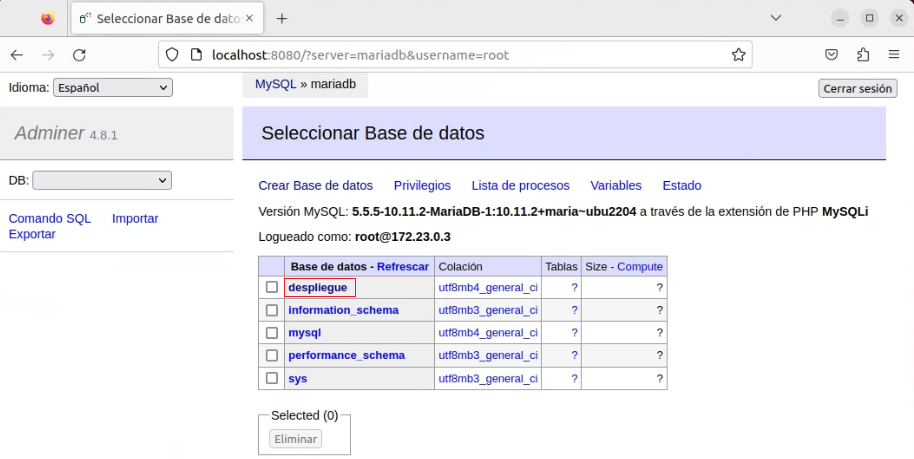 Seleccionar Base de dato
localhost:8080/?server=mariadb&username=root
Idioma: Español
MySQL » mariadb
Cerrar sesión
Adminer 4.8.1
Seleccionar Base de datos
DB:
Crear Base de datos Privilegios Lista de procesos Variables Estado
Comando SQL Importar
Exportar
Versión MySQL: 5.5.5-10.11.2-MariaDB-1:10.11.2+maria~ubu2204 a través de la extensión de PHP MySQLi
Logueado como: root@172.23.0.3
Base de datos - Refrescar Colación Tablas Size - Compute
despliegue utf8mb4_general_ci ? ?
information_schema utf8mb3_general_ci ? ?
mysql utf8mb4_general_ci ? ?
performance_schema utf8mb3_general_ci ? ?
sys utf8mb3_general_ci ? ?
Selected (0)
Eliminar